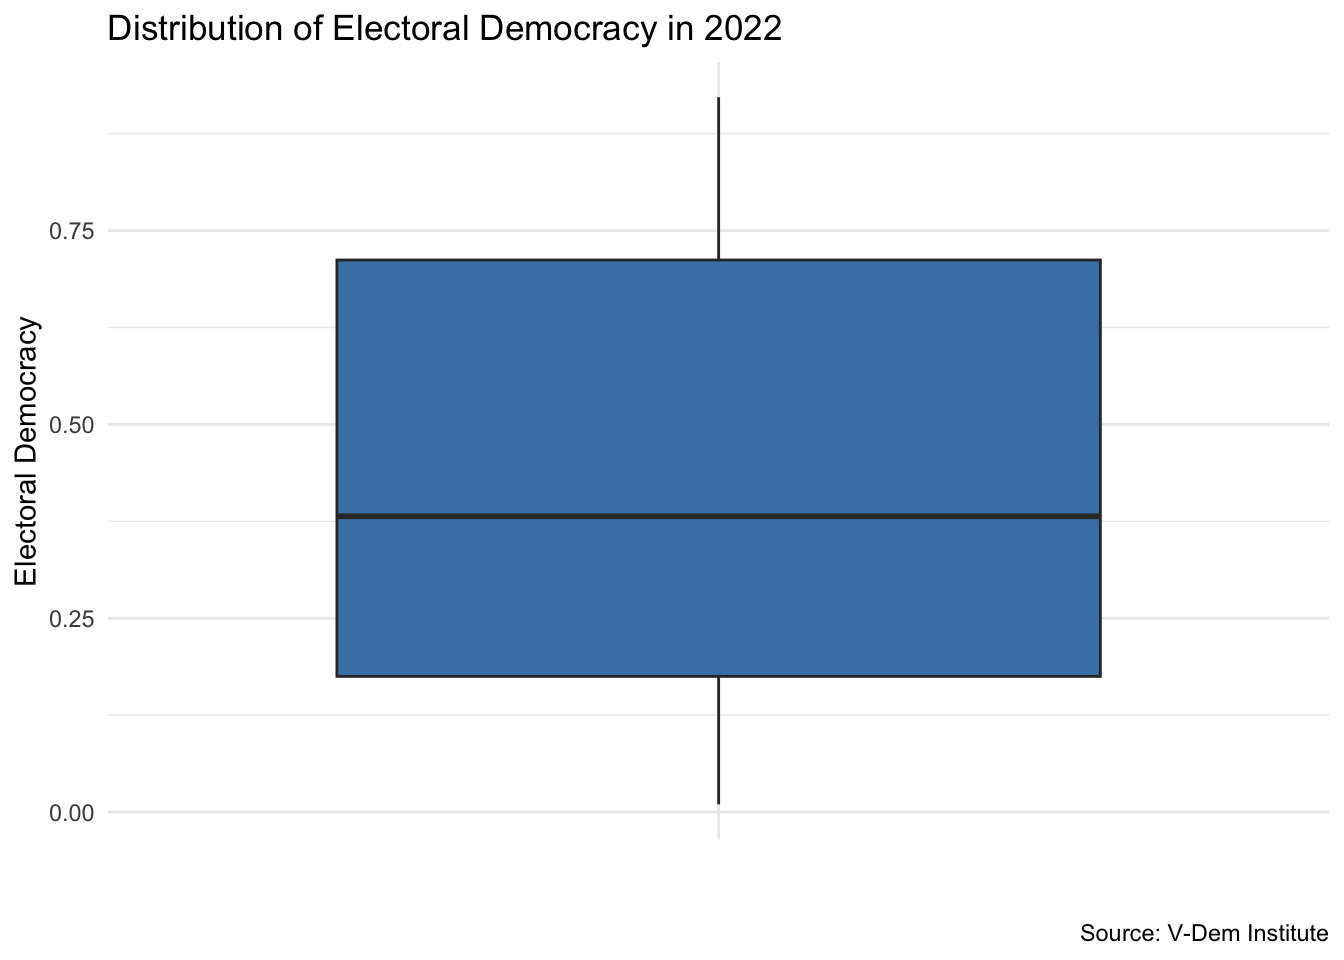 Distribution of Electoral Democracy in 2022
Electoral Democracy
0.75
0.50
0.25
0.00
Source: V-Dem Institute